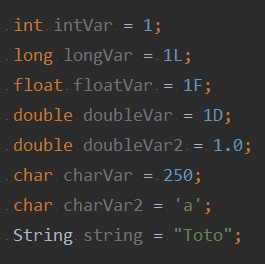 int intVar = 1;
long longVar = 1L;
float floatVar = 1F;
double doubleVar = 1D;
double doubleVar2 = 1.0;
char charVar = 250;
char charVar2 = 'a';
String string = "Toto";